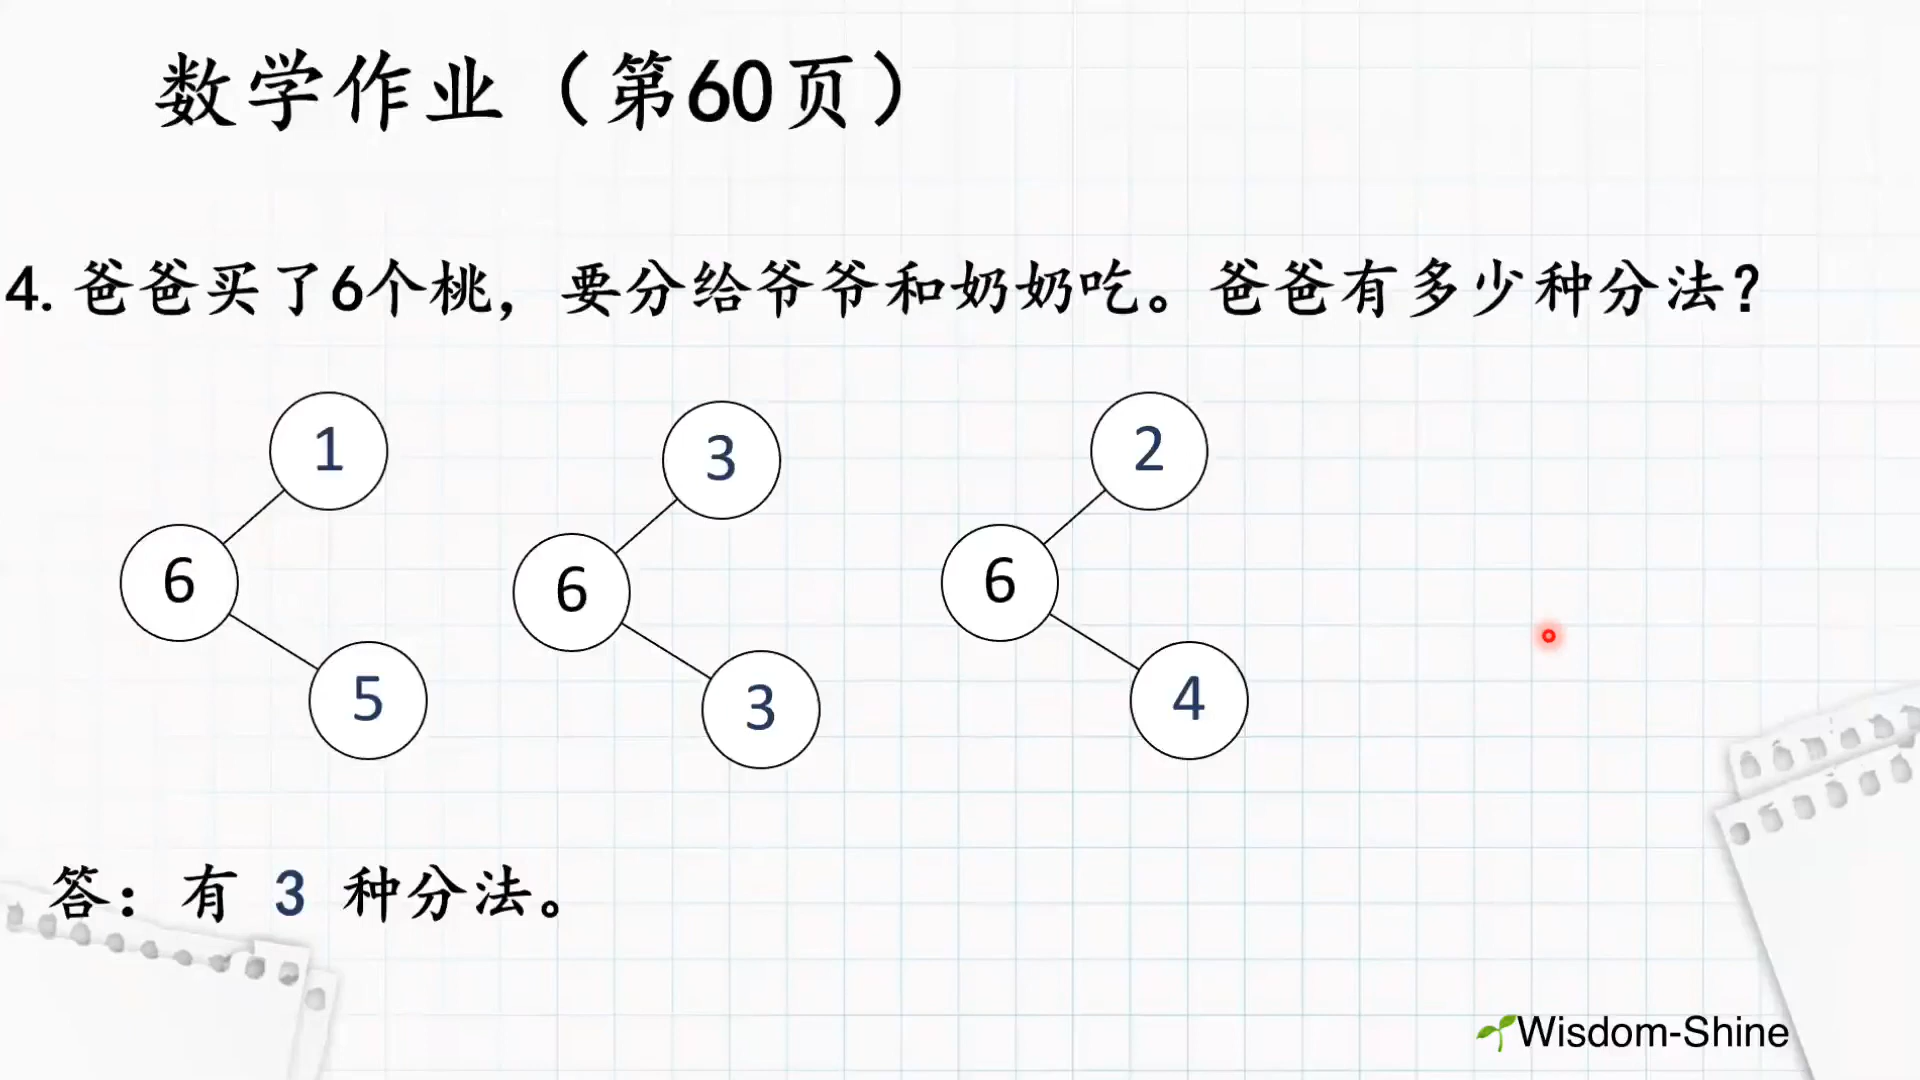 数学作业（第60页）
4. 爸爸买了6个桃，要分给爷爷和奶奶吃。爸爸有多少种分法？
1 3 2
6 6 6
5 3 4
答：有 3 种分法。
Wisdom-Shine